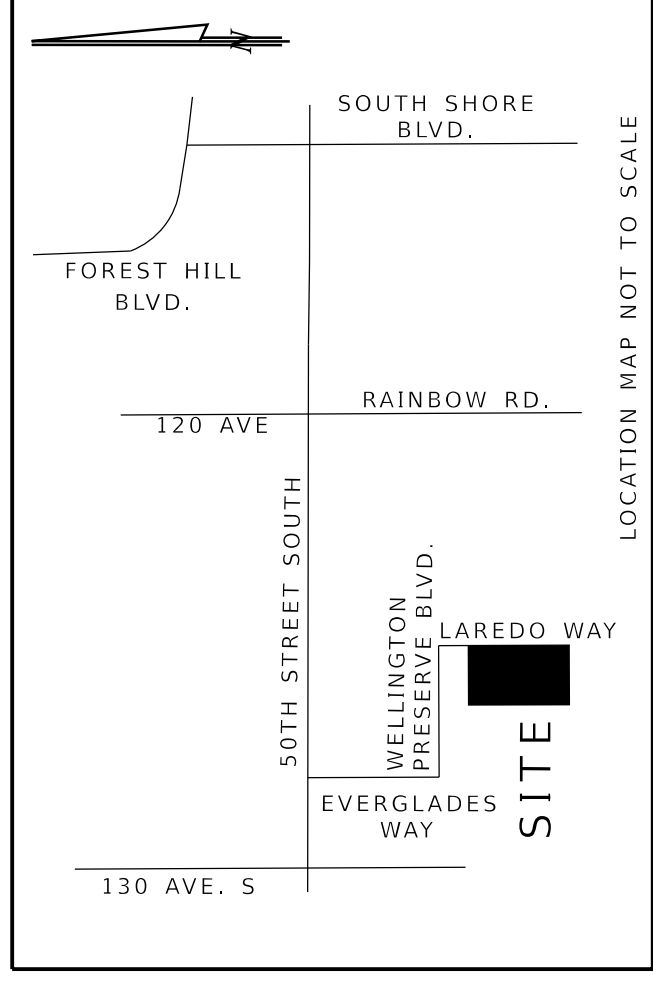 N
SOUTH SHORE
BLVD.
FOREST HILL
BLVD.
LOCATION MAP NOT TO SCALE
RAINBOW RD.
120 AVE
50TH STREET SOUTH
WELLINGTON
PRESERVE BLVD.
LAREDO WAY
SITE
EVERGLADES
WAY
130 AVE. S